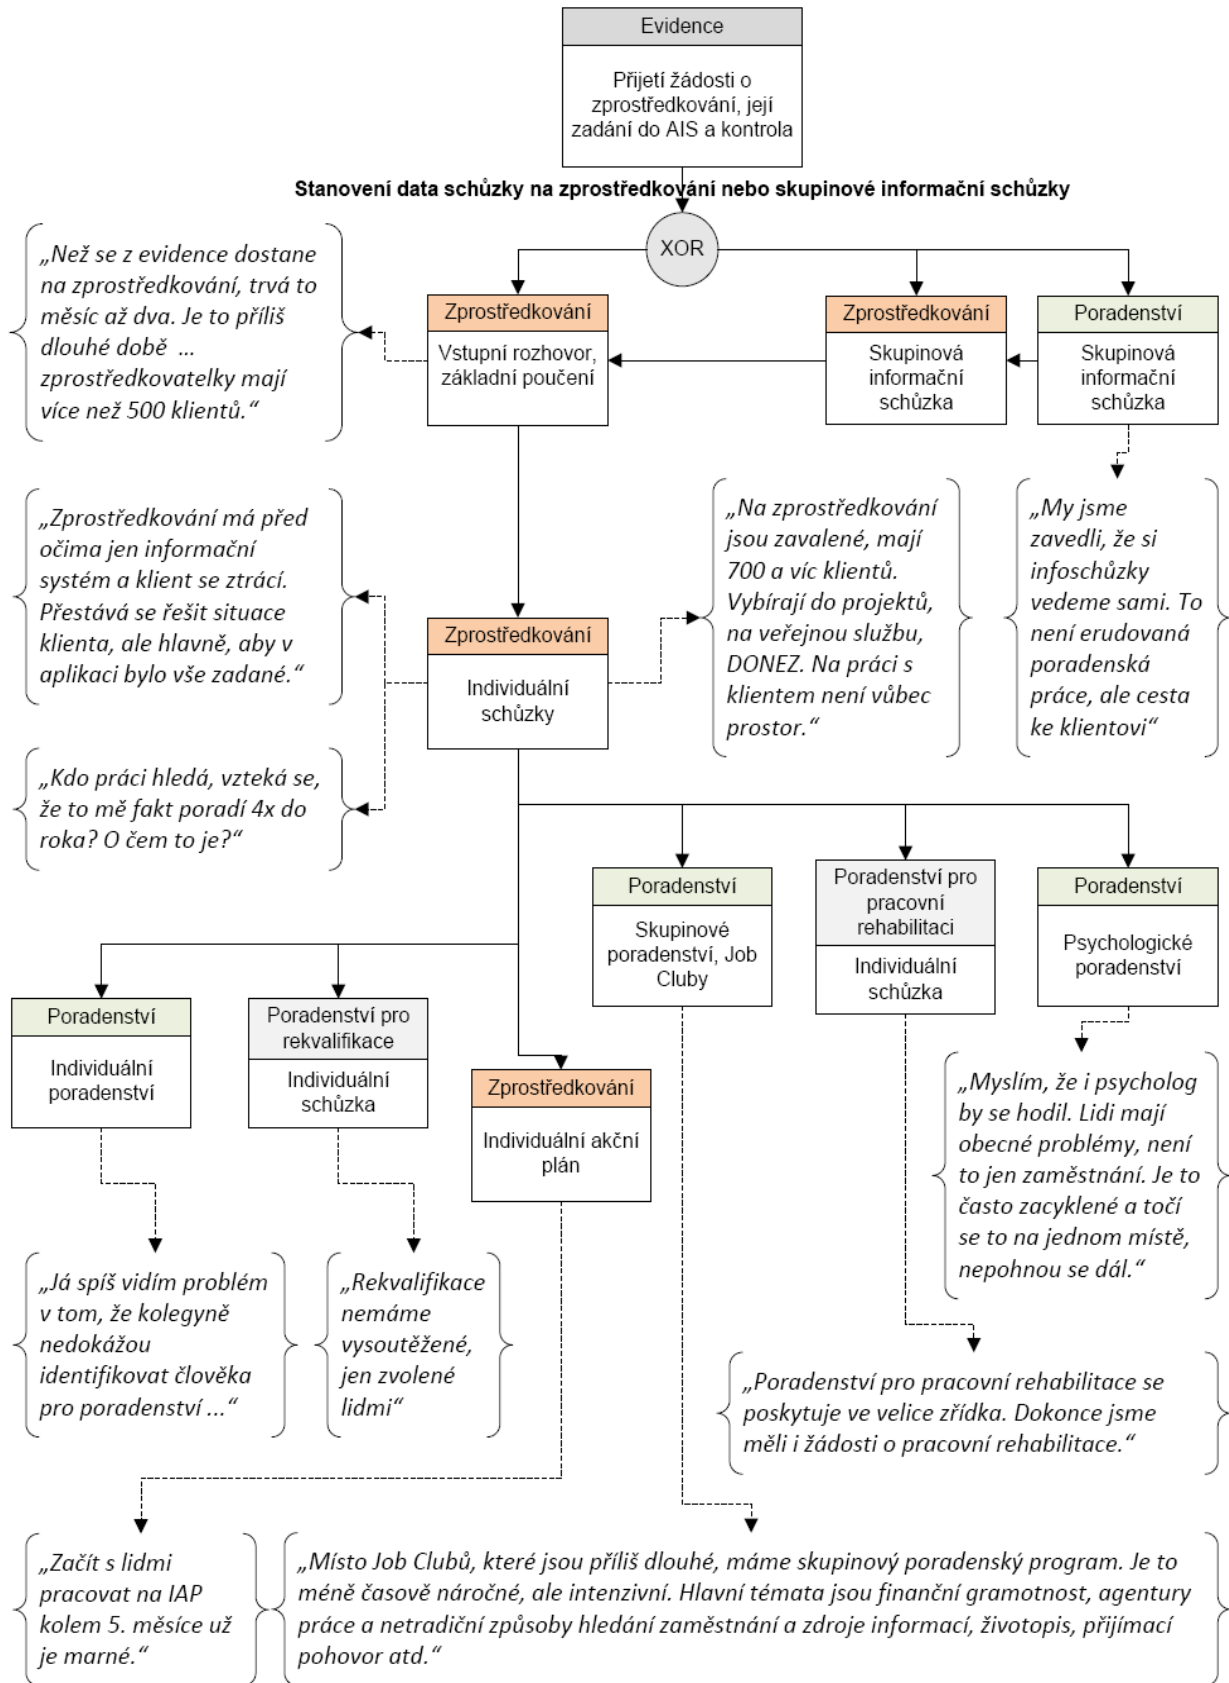 Evidence
Přijetí žádosti o
zprostředkování, její
zadání do AIS a kontrola
Stanovení data schůzky na zprostředkování nebo skupinové informační schůzky
XOR
„Než se z evidence dostane
na zprostředkování, trvá to
měsíc až dva. Je to příliš
dlouhé době ...
zprostředkovatelky mají
více než 500 klientů.“
Zprostředkování
Vstupní rozhovor,
základní poučení
Zprostředkování
Skupinová
informační
schůzka
Poradenství
Skupinová
informační
schůzka
„Zprostředkování má před
očima jen informační
systém a klient se ztrácí.
Přestává se řešit situace
klienta, ale hlavně, aby v
aplikaci bylo vše zadané.“
„Na zprostředkování
jsou zavalené, mají
700 a víc klientů.
Vybírají do projektů,
na veřejnou službu,
DONEZ. Na práci s
klientem není vůbec
prostor.“
„My jsme
zavedli, že si
infoschůzky
vedeme sami. To
není erudovaná
poradenská
práce, ale cesta
ke klientovi“
Zprostředkování
Individuální
schůzky
„Kdo práci hledá, vzteká se,
že to mě fakt poradí 4x do
roka? O čem to je?“
Poradenství
Skupinové
poradenství, Job
Cluby
Poradenství pro
pracovní
rehabilitaci
Individuální
schůzka
Poradenství
Psychologické
poradenství
Poradenství
Individuální
poradenství
Poradenství pro
rekvalifikace
Individuální
schůzka
Zprostředkování
Individuální akční
plán
„Myslím, že i psycholog
by se hodil. Lidi mají
obecné problémy, není
to jen zaměstnání. Je to
často zacyklené a točí
se to na jednom místě,
nepohnou se dál.“
„Já spíš vidím problém
v tom, že kolegyně
nedokážou
identifikovat člověka
pro poradenství ...“
„Rekvalifikace
nemáme
vysoutěžené,
jen zvolené
lidmi“
„Poradenství pro pracovní rehabilitace se
poskytuje ve velice zřídka. Dokonce jsme
měli i žádosti o pracovní rehabilitace.“
„Začít s lidmi
pracovat na IAP
kolem 5. měsíce už
je marné.“
„Místo Job Clubů, které jsou příliš dlouhé, máme skupinový poradenský program. Je to
méně časově náročné, ale intenzivní. Hlavní témata jsou finanční gramotnost, agentury
práce a netradiční způsoby hledání zaměstnání a zdroje informací, životopis, přijímací
pohovor atd.“